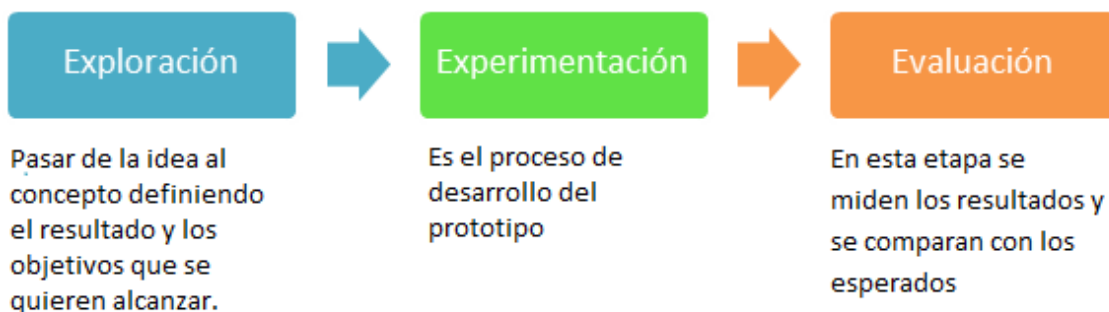 Exploración
Experimentación
Evaluación
Pasar de la idea al
concepto definiendo
el resultado y los
objetivos que se
quieren alcanzar.
Es el proceso de
desarrollo del
prototipo
En esta etapa se
miden los resultados y
se comparan con los
esperados